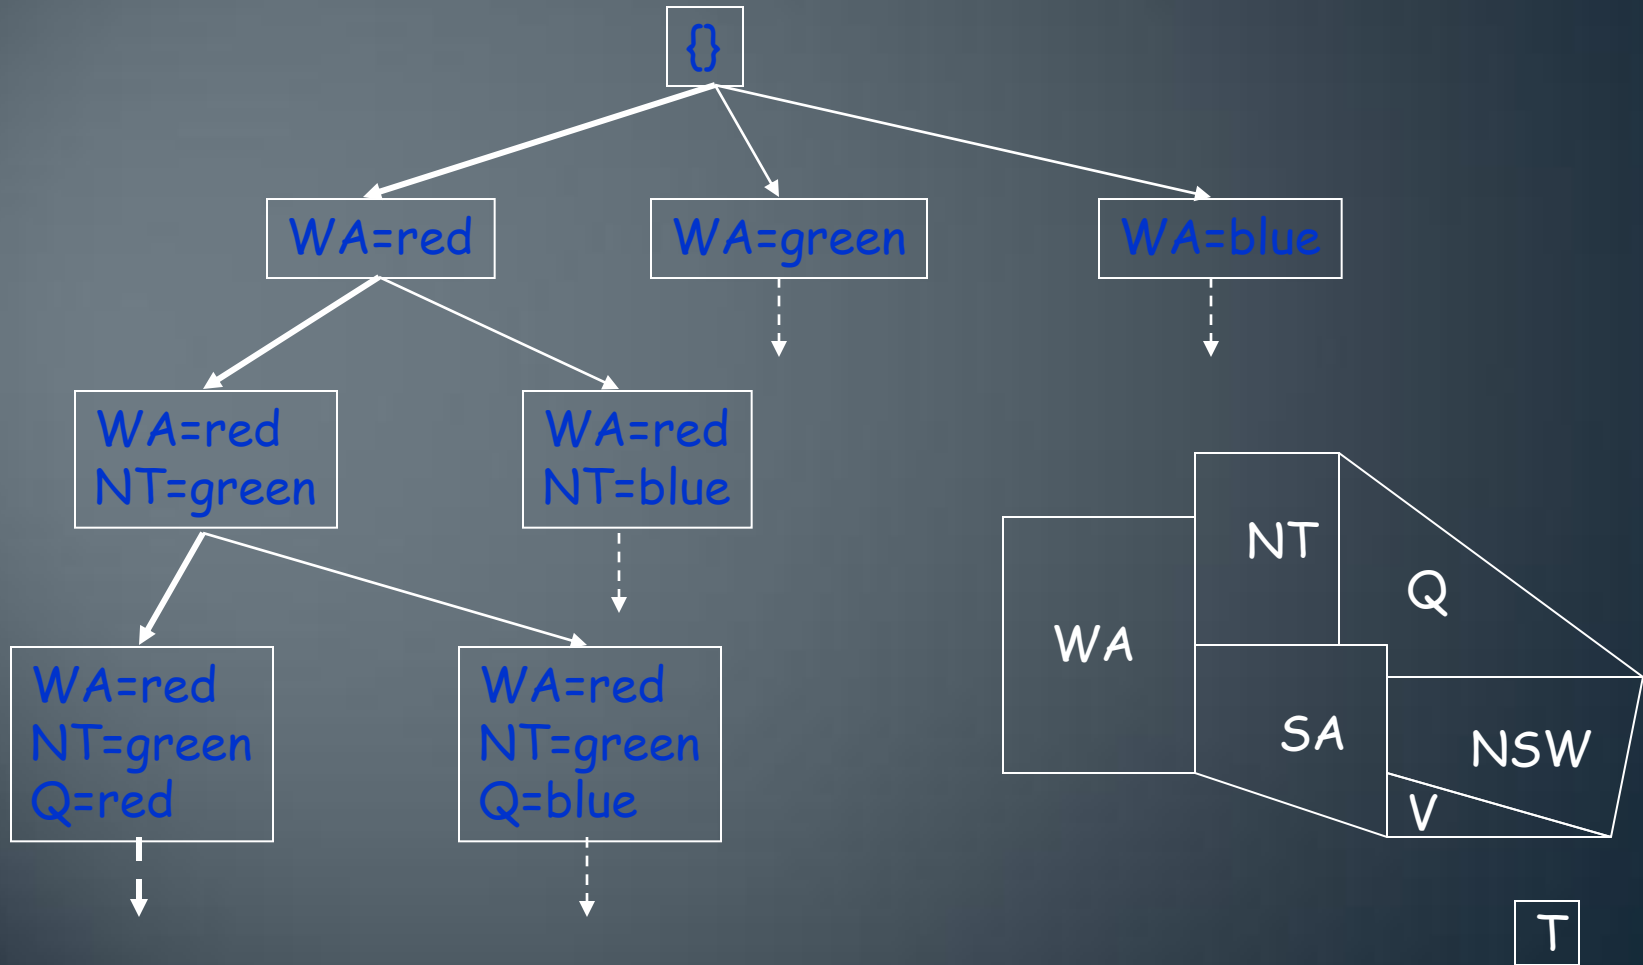 {}
WA=red
WA=green
WA=blue
WA=red
NT=green
WA=red
NT=blue
WA=red
NT=green
Q=red
WA=red
NT=green
Q=blue
NT
Q
WA
SA
NSW
V
T